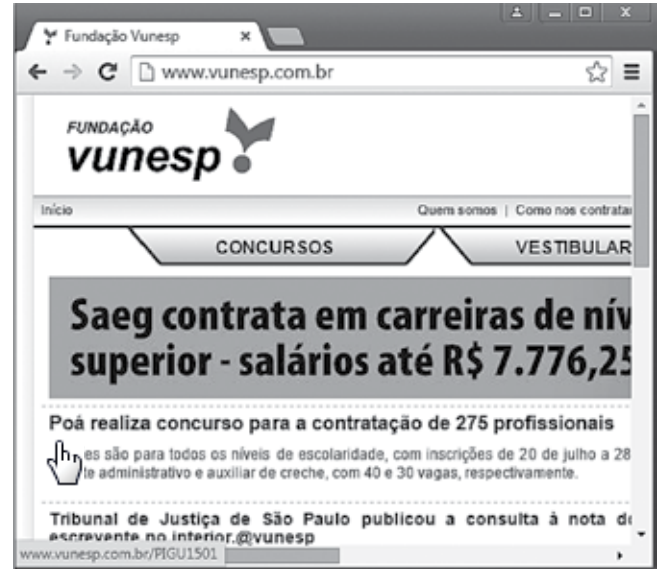 Fundação Vunesp
www.vunesp.com.br
FUNDAÇÃO
vunesp
Início
Quem somos | Como nos contrata
CONCURSOS
VESTIBULAR
Saeg contrata em carreiras de nív
superior - salários até R$ 7.776,25
Poá realiza concurso para a contratação de 275 profissionais
es são para todos os níveis de escolaridade, com inscrições de 20 de julho a 28
te administrativo e auxiliar de creche, com 40 e 30 vagas, respectivamente.
Tribunal de Justiça de São Paulo publicou a consulta à nota d
escrevente no interior.@vunesp
www.vunesp.com.br/PIGU1501